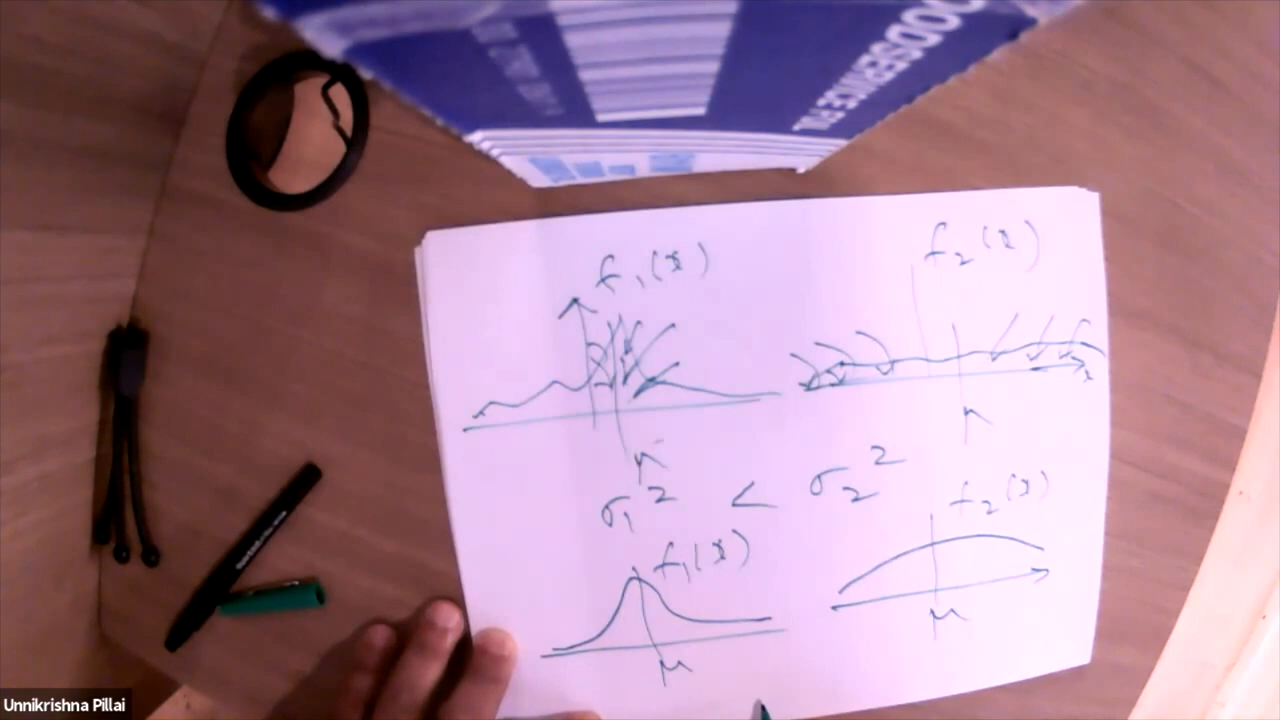 f₁(x)
f₂(x)
μ
x
μ
σ₁² < σ₂²
f₁(x)
f₂(x)
μ
μ
Unnikrishna Pillai